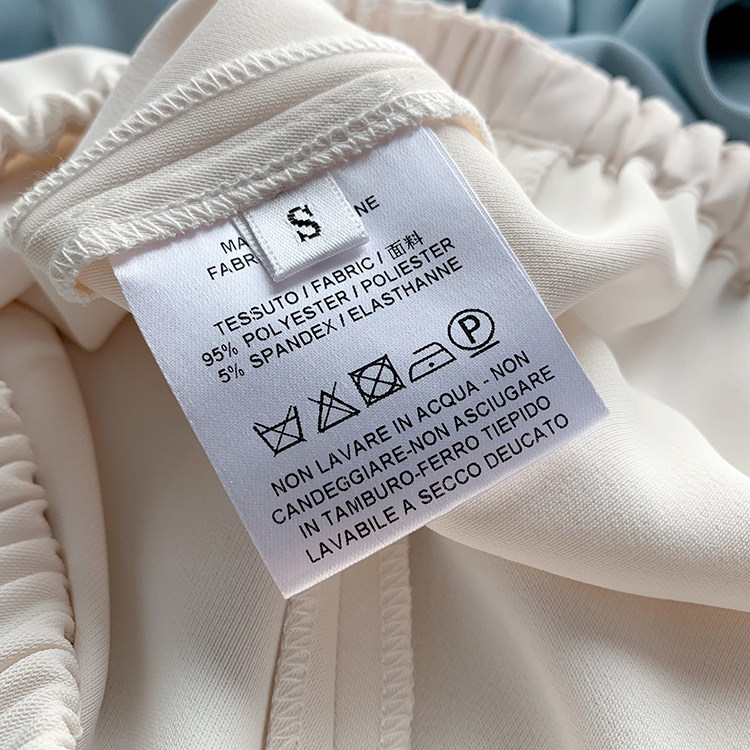 S
TESSUTO / FABRIC / 面料
95% POLYESTER / POLIESTER
5% SPANDEX / ELASTHANNE
P
NON LAVARE IN ACQUA - NON
CANDEGGIARE-NON ASCIUGARE
IN TAMBURO-FERRO TIEPIDO
LAVABILE A SECCO DEUCATO